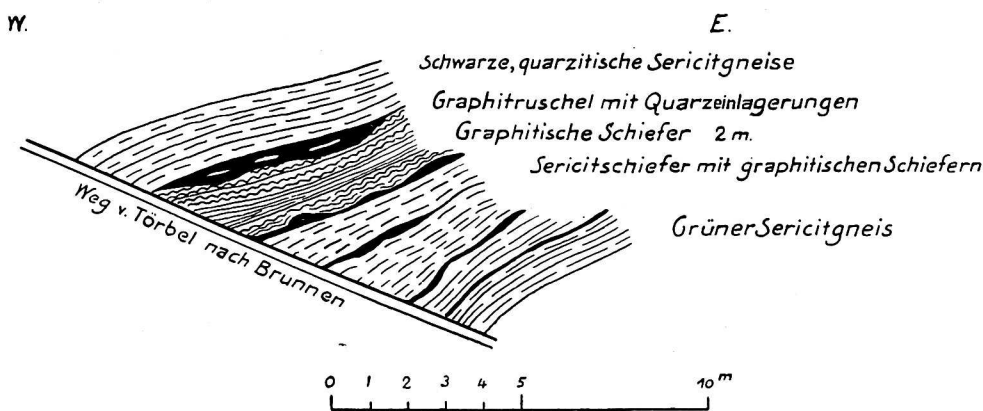 W.
E.
Schwarze, quarzitische Sericitgneise
Graphitruschel mit Quarzeinlagerungen
Graphitische Schiefer 2 m.
Sericitschiefer mit graphitischen Schiefern
Grüner Sericitgneis
Weg v. Törbel nach Brunnen
0 1 2 3 4 5 10 m